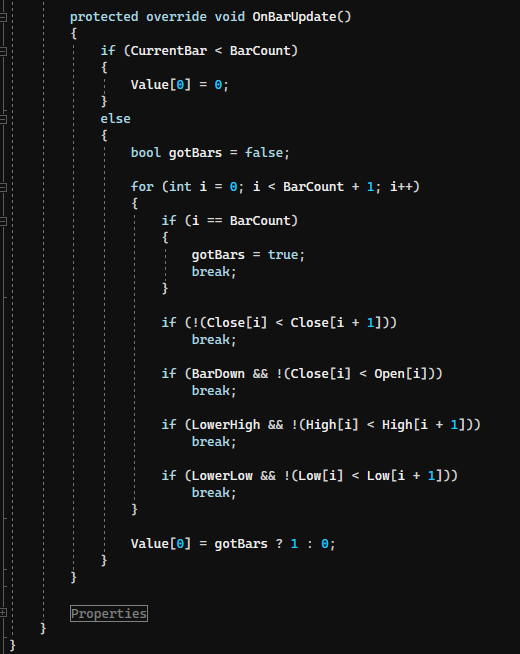 protected override void OnBarUpdate()
{
if (CurrentBar < BarCount)
{
Value[0] = 0;
}
else
{
bool gotBars = false;
for (int i = 0; i < BarCount + 1; i++)
{
if (i == BarCount)
{
gotBars = true;
break;
}
if (!(Close[i] < Close[i + 1]))
break;
if (BarDown && !(Close[i] < Open[i]))
break;
if (LowerHigh && !(High[i] < High[i + 1]))
break;
if (LowerLow && !(Low[i] < Low[i + 1]))
break;
}
Value[0] = gotBars ? 1 : 0;
}
}
Properties
}
}